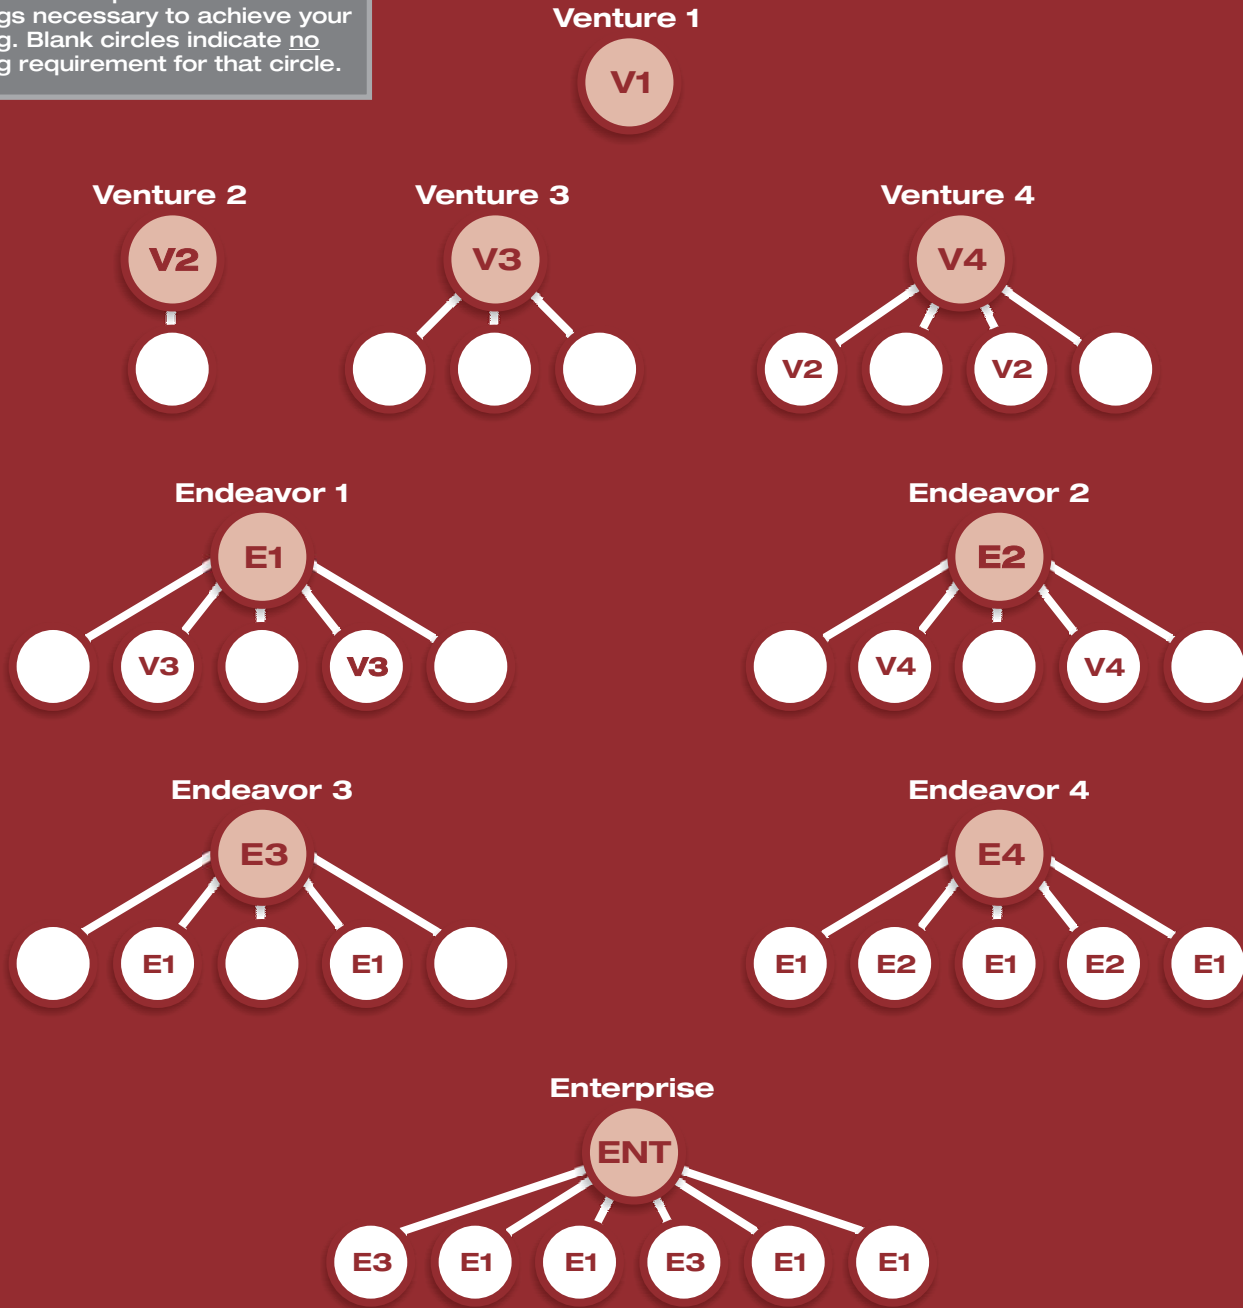 necessary to achieve your
Blank circles indicate no
requirement for that circle.
Venture 1
V1
Venture 2 Venture 3 Venture 4
V2 V3 V4
V2 V2
Endeavor 1 Endeavor 2
E1 E2
V3 V3 V4 V4
Endeavor 3 Endeavor 4
E3 E4
E1 E1 E1 E2 E1 E2 E1
Enterprise
ENT
E3 E1 E1 E3 E1 E1